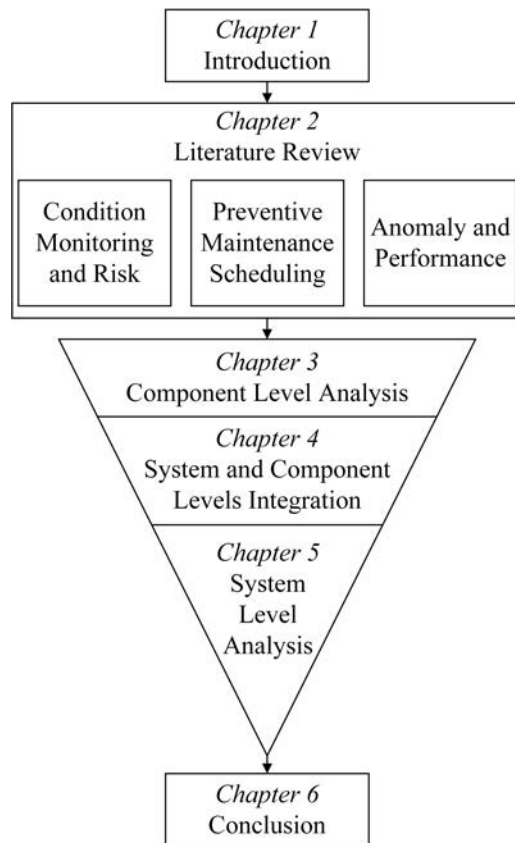 Chapter 1
Introduction
Chapter 2
Literature Review
Condition
Monitoring
and Risk
Preventive
Maintenance
Scheduling
Anomaly and
Performance
Chapter 3
Component Level Analysis
Chapter 4
System and Component
Levels Integration
Chapter 5
System
Level
Analysis
Chapter 6
Conclusion